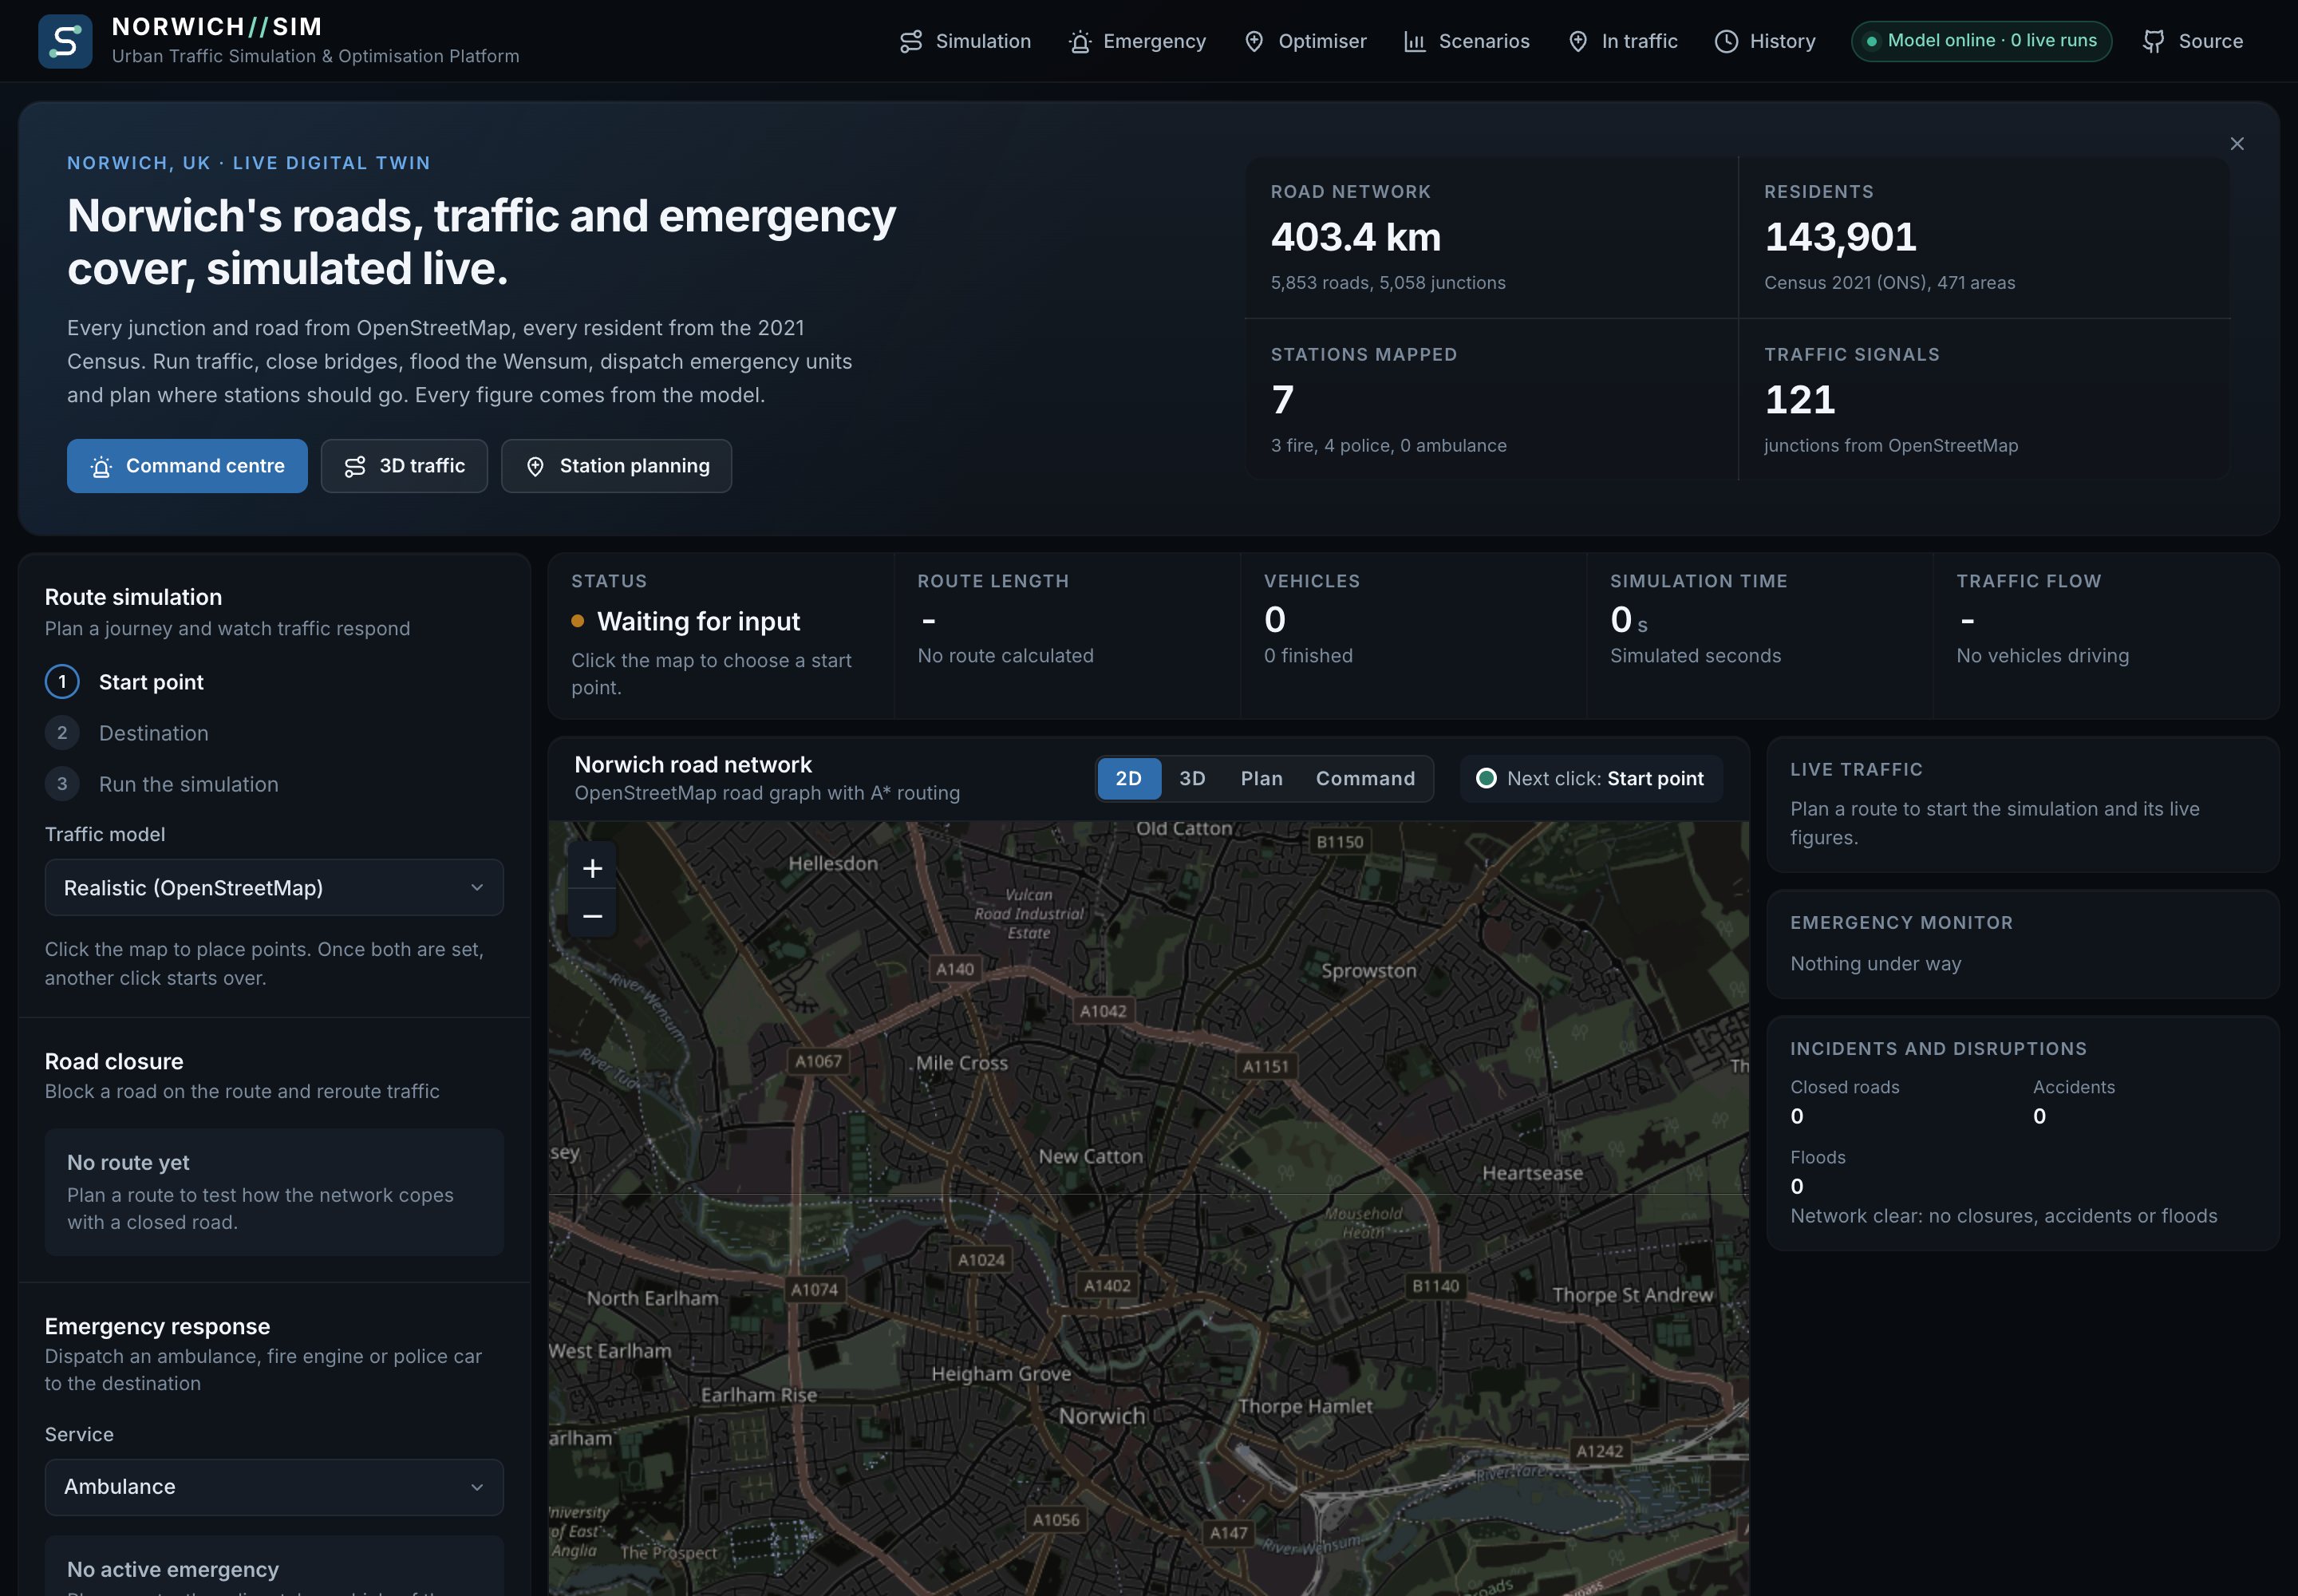 NORWICH//SIM
Urban Traffic Simulation & Optimisation Platform
Simulation
Emergency
Optimiser
Scenarios
In traffic
History
Model online · 0 live runs
Source
NORWICH, UK · LIVE DIGITAL TWIN
Norwich's roads, traffic and emergency
cover, simulated live.
Every junction and road from OpenStreetMap, every resident from the 2021
Census. Run traffic, close bridges, flood the Wensum, dispatch emergency units
and plan where stations should go. Every figure comes from the model.
Command centre
3D traffic
Station planning
ROAD NETWORK
403.4 km
5,853 roads, 5,058 junctions
RESIDENTS
143,901
Census 2021 (ONS), 471 areas
STATIONS MAPPED
7
3 fire, 4 police, 0 ambulance
TRAFFIC SIGNALS
121
junctions from OpenStreetMap
Route simulation
Plan a journey and watch traffic respond
1
Start point
2
Destination
3
Run the simulation
Traffic model
Realistic (OpenStreetMap)
Click the map to place points. Once both are set,
another click starts over.
Road closure
Block a road on the route and reroute traffic
No route yet
Plan a route to test how the network copes
with a closed road.
Emergency response
Dispatch an ambulance, fire engine or police car
to the destination
Service
Ambulance
No active emergency
STATUS
Waiting for input
Click the map to choose a start
point.
ROUTE LENGTH
-
No route calculated
VEHICLES
0
0 finished
SIMULATION TIME
0 s
Simulated seconds
TRAFFIC FLOW
-
No vehicles driving
Norwich road network
OpenStreetMap road graph with A* routing
2D
3D
Plan
Command
Next click: Start point
+
−
Old Catton
B1150
Hellesdon
Vulcan
Road Industrial
Estate
A140
Sprowston
River Wensum
A1042
River Tud
A1067
Mile Cross
A1151
Th
sey
New Catton
Heartsease
Mousehold
Heath
A1024
A1402
A1074
B1140
North Earlham
Thorpe St Andrew
West Earlham
Heigham Grove
Earlham Rise
Thorpe Hamlet
Norwich
arlham
A1242
River Yare
niversity
of East
Anglia
The Prospect
A1056
A147
River Wensum
LIVE TRAFFIC
Plan a route to start the simulation and its live
figures.
EMERGENCY MONITOR
Nothing under way
INCIDENTS AND DISRUPTIONS
Closed roads
0
Accidents
0
Floods
0
Network clear: no closures, accidents or floods